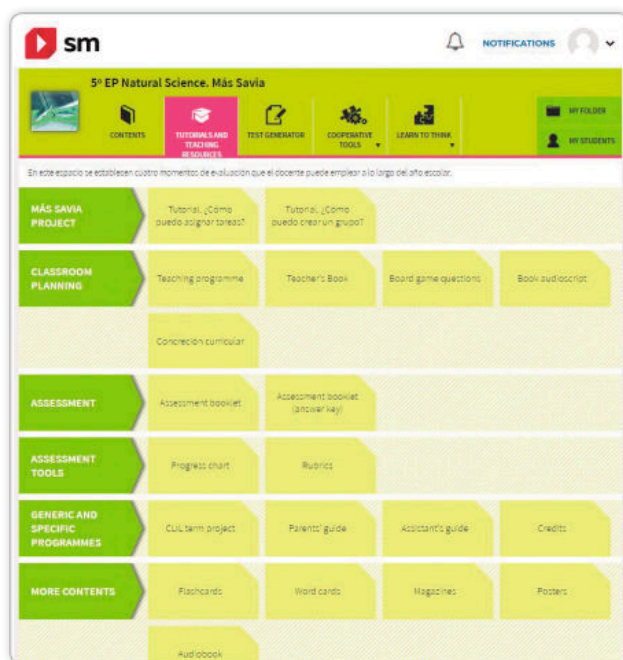 sm
NOTIFICATIONS
5º EP Natural Science. Más Savia
CONTENTS
TUTORIALS AND
TEACHING
RESOURCES
TEST GENERATOR
COOPERATIVE
TOOLS
LEARN TO THINK
MY FOLDER
MY STUDENTS
En este espacio se establecen cuatro momentos de evaluación que el docente puede emplear a lo largo del año escolar.
MÁS SAVIA
PROJECT
Tutorial. ¿Cómo
puedo asignar tareas?
Tutorial. ¿Cómo
puedo crear un grupo?
CLASSROOM
PLANNING
Teaching programme
Teacher's Book
Board game questions
Book audioscript
Concreción curricular
ASSESSMENT
Assessment booklet
Assessment booklet
(answer key)
ASSESSMENT
TOOLS
Progress chart
Rubrics
GENERIC AND
SPECIFIC
PROGRAMMES
CLIL term project
Parents' guide
Assistant's guide
Credits
MORE CONTENTS
Flashcards
Word cards
Magazines
Posters
Audiobook